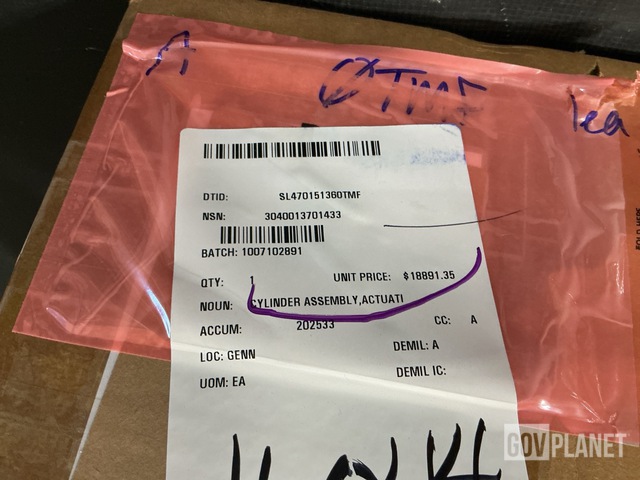 A
TMF
1ea
DTID: SL470151360TMF
NSN: 3040013701433
BATCH: 1007102891
QTY: 1 UNIT PRICE: $18891.35
NOUN: CYLINDER ASSEMBLY,ACTUATI
ACCUM: 202533 CC: A
LOC: GENN DEMIL: A
UOM: EA DEMIL IC:
GOVPLANET